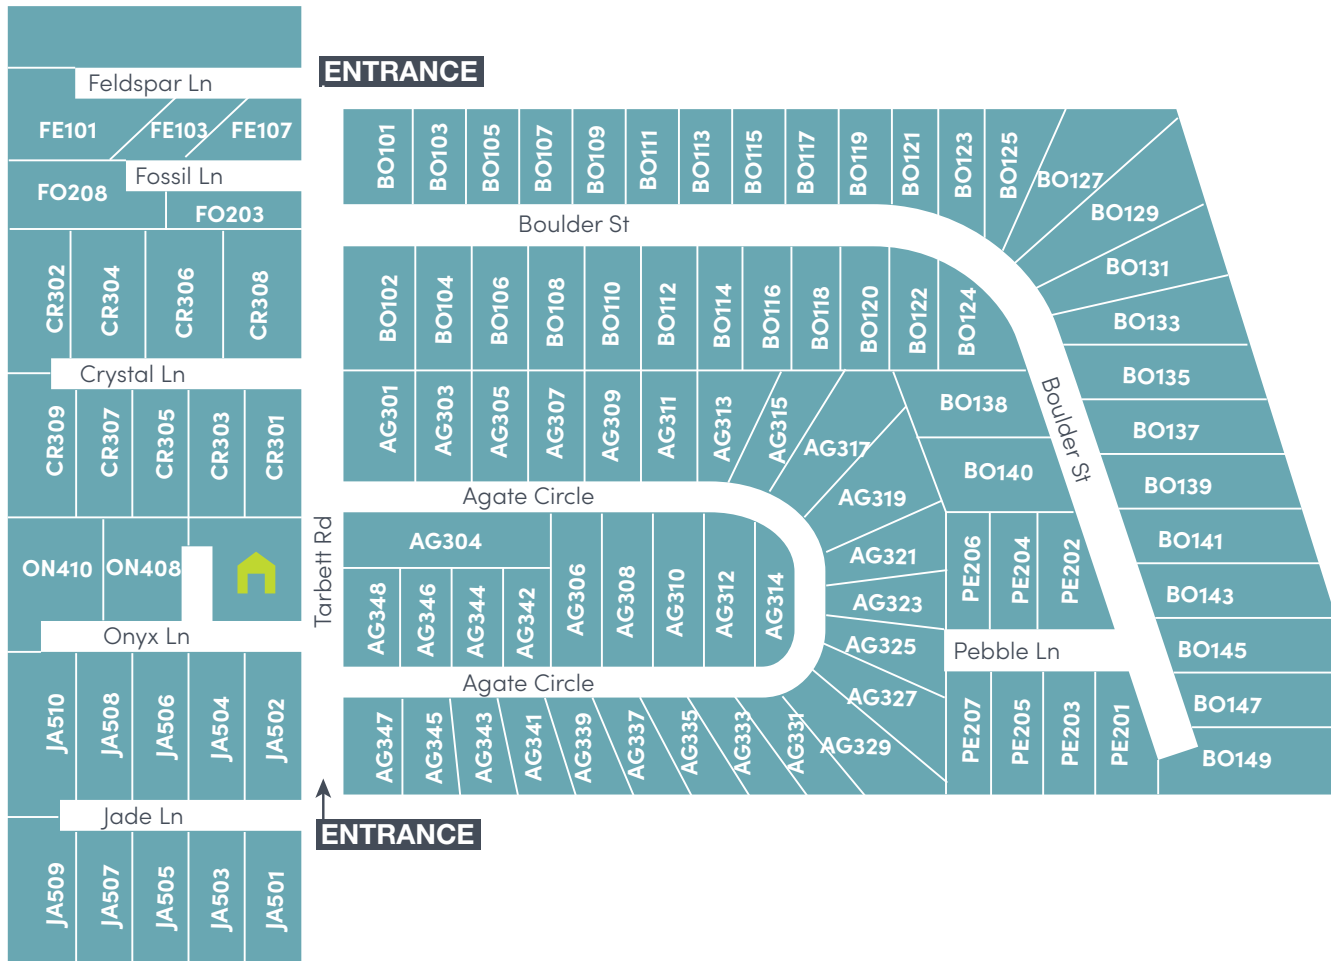 ENTRANCE
Feldspar Ln
FE101
FE103
FE107
Fossil Ln
FO208
FO203
CR302
CR304
CR306
CR308
Crystal Ln
CR309
CR307
CR305
CR303
CR301
ON410
ON408
Onyx Ln
JA510
JA508
JA506
JA504
JA502
Jade Ln
JA509
JA507
JA505
JA503
JA501
Tarbett Rd
BO101
BO103
BO105
BO107
BO109
BO111
BO113
BO115
BO117
BO119
BO121
BO123
BO125
BO127
BO129
BO131
BO133
BO135
BO137
BO139
BO141
BO143
BO145
BO147
BO149
Boulder St
BO102
BO104
BO106
BO108
BO110
BO112
BO114
BO116
BO118
BO120
BO122
BO124
Boulder St
BO138
BO140
AG301
AG303
AG305
AG307
AG309
AG311
AG313
AG315
AG317
AG319
AG321
AG323
AG325
AG327
AG329
Agate Circle
AG304
AG306
AG308
AG310
AG312
AG314
AG348
AG346
AG344
AG342
Agate Circle
AG347
AG345
AG343
AG341
AG339
AG337
AG335
AG333
AG331
PE206
PE204
PE202
Pebble Ln
PE207
PE205
PE203
PE201
ENTRANCE